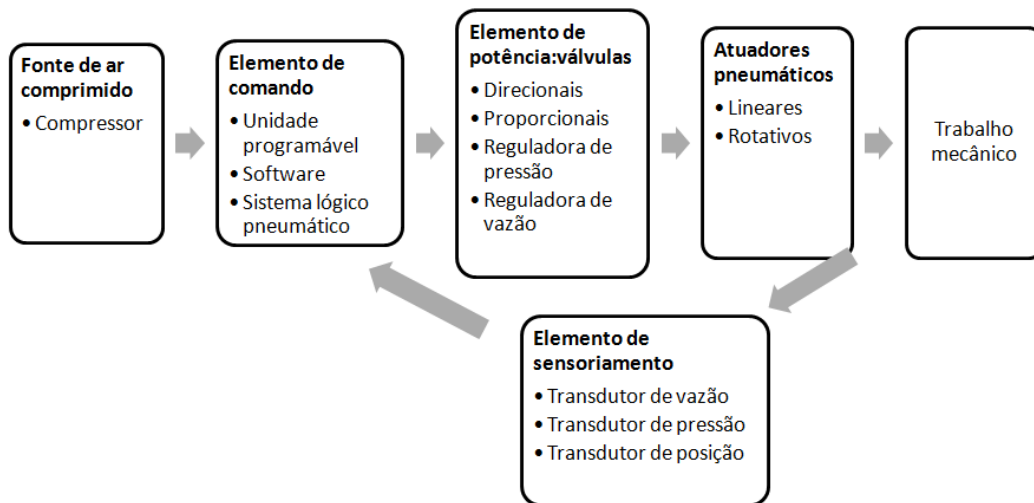 Fonte de ar
comprimido
• Compressor
Elemento de
comando
• Unidade
programável
• Software
• Sistema lógico
pneumático
Elemento de
potência:válvulas
• Direcionais
• Proporcionais
• Reguladora de
pressão
• Reguladora de
vazão
Atuadores
pneumáticos
• Lineares
• Rotativos
Trabalho
mecânico
Elemento de
sensoriamento
• Transdutor de vazão
• Transdutor de pressão
• Transdutor de posição